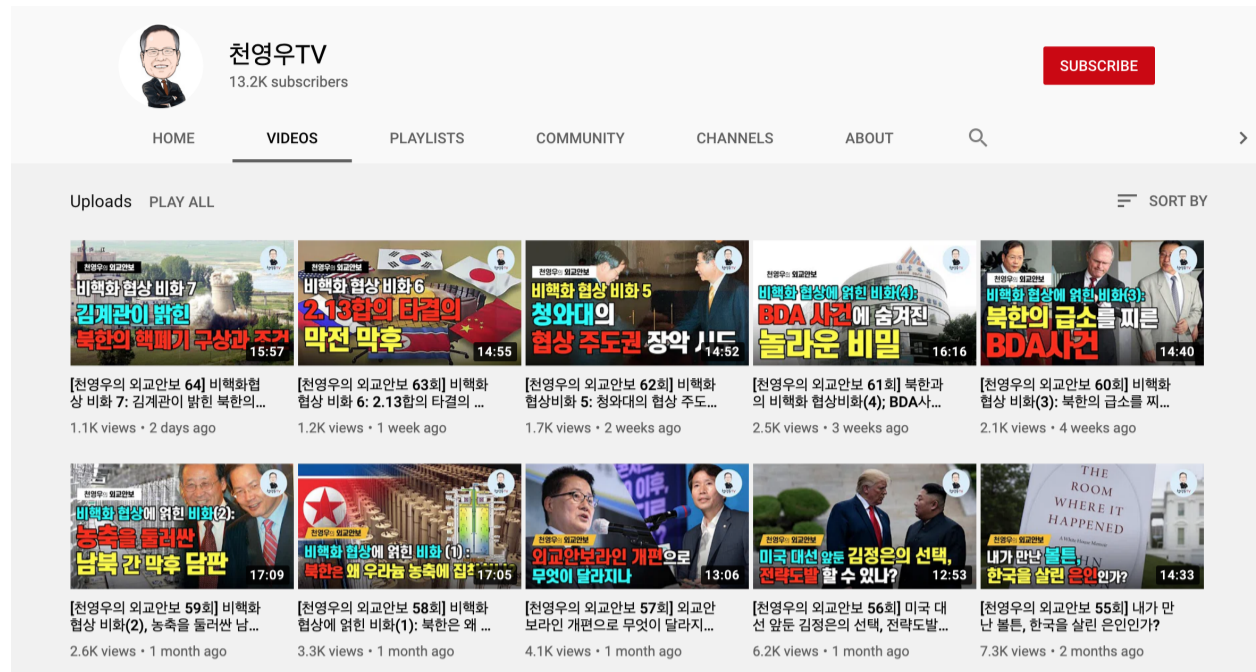 천영우TV
13.2K subscribers
SUBSCRIBE
HOME VIDEOS PLAYLISTS COMMUNITY CHANNELS ABOUT
Uploads PLAY ALL SORT BY
천영우의 외교안보
비핵화 협상 비화 7
김계관이 밝힌
북한의 핵폐기 구상과 조건
15:57
천영우의 외교안보
비핵화 협상 비화 6
2.13합의 타결의
막전 막후
14:55
천영우의 외교안보
비핵화 협상 비화 5
청와대의
협상 주도권 장악 시도
14:52
천영우의 외교안보
비핵화 협상에 얽힌 비화(4):
BDA 사건에 숨겨진
놀라운 비밀
16:16
천영우의 외교안보
비핵화 협상에 얽힌 비화(3):
북한의 급소를 찌른
BDA사건
14:40
[천영우의 외교안보 64] 비핵화협
상 비화 7: 김계관이 밝힌 북한의...
1.1K views • 2 days ago
[천영우의 외교안보 63회] 비핵화
협상 비화 6: 2.13합의 타결의 ...
1.2K views • 1 week ago
[천영우의 외교안보 62회] 비핵화
협상비화 5: 청와대의 협상 주도...
1.7K views • 2 weeks ago
[천영우의 외교안보 61회] 북한과
의 비핵화 협상비화(4); BDA사...
2.5K views • 3 weeks ago
[천영우의 외교안보 60회] 비핵화
협상 비화(3): 북한의 급소를 찌...
2.1K views • 4 weeks ago
천영우의 외교안보
비핵화 협상에 얽힌 비화(2):
농축을 둘러싼
남북 간 막후 담판
17:09
천영우의 외교안보
비핵화 협상에 얽힌 비화 (1) :
북한은 왜 우라늄 농축에
17:05
천영우의 외교안보
외교안보라인 개편으로
무엇이 달라지나
13:06
천영우의 외교안보
미국 대선 앞둔 김정은의 선택,
전략도발 할 수 있나?
12:53
THE
ROOM
WHERE IT
HAPPENED
천영우의 외교안보
내가 만난 볼튼,
한국을 살린 은인인가?
14:33
[천영우의 외교안보 59회] 비핵화
협상 비화(2), 농축을 둘러싼 남...
2.6K views • 1 month ago
[천영우의 외교안보 58회] 비핵화
협상에 얽힌 비화(1): 북한은 왜 ...
3.3K views • 1 month ago
[천영우의 외교안보 57회] 외교안
보라인 개편으로 무엇이 달라지...
4.1K views • 1 month ago
[천영우의 외교안보 56회] 미국 대
선 앞둔 김정은의 선택, 전략도발...
6.2K views • 1 month ago
[천영우의 외교안보 55회] 내가 만
난 볼튼, 한국을 살린 은인인가?
7.3K views • 2 months ago